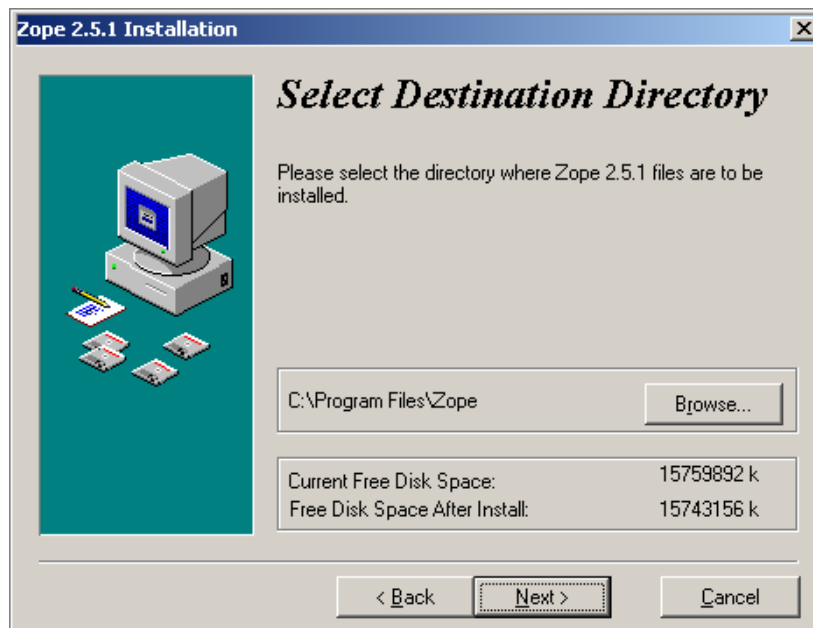 Zope 2.5.1 Installation
Select Destination Directory
Please select the directory where Zope 2.5.1 files are to be
installed.
C:\Program Files\Zope
Browse...
Current Free Disk Space: 15759892 k
Free Disk Space After Install: 15743156 k
< Back
Next >
Cancel